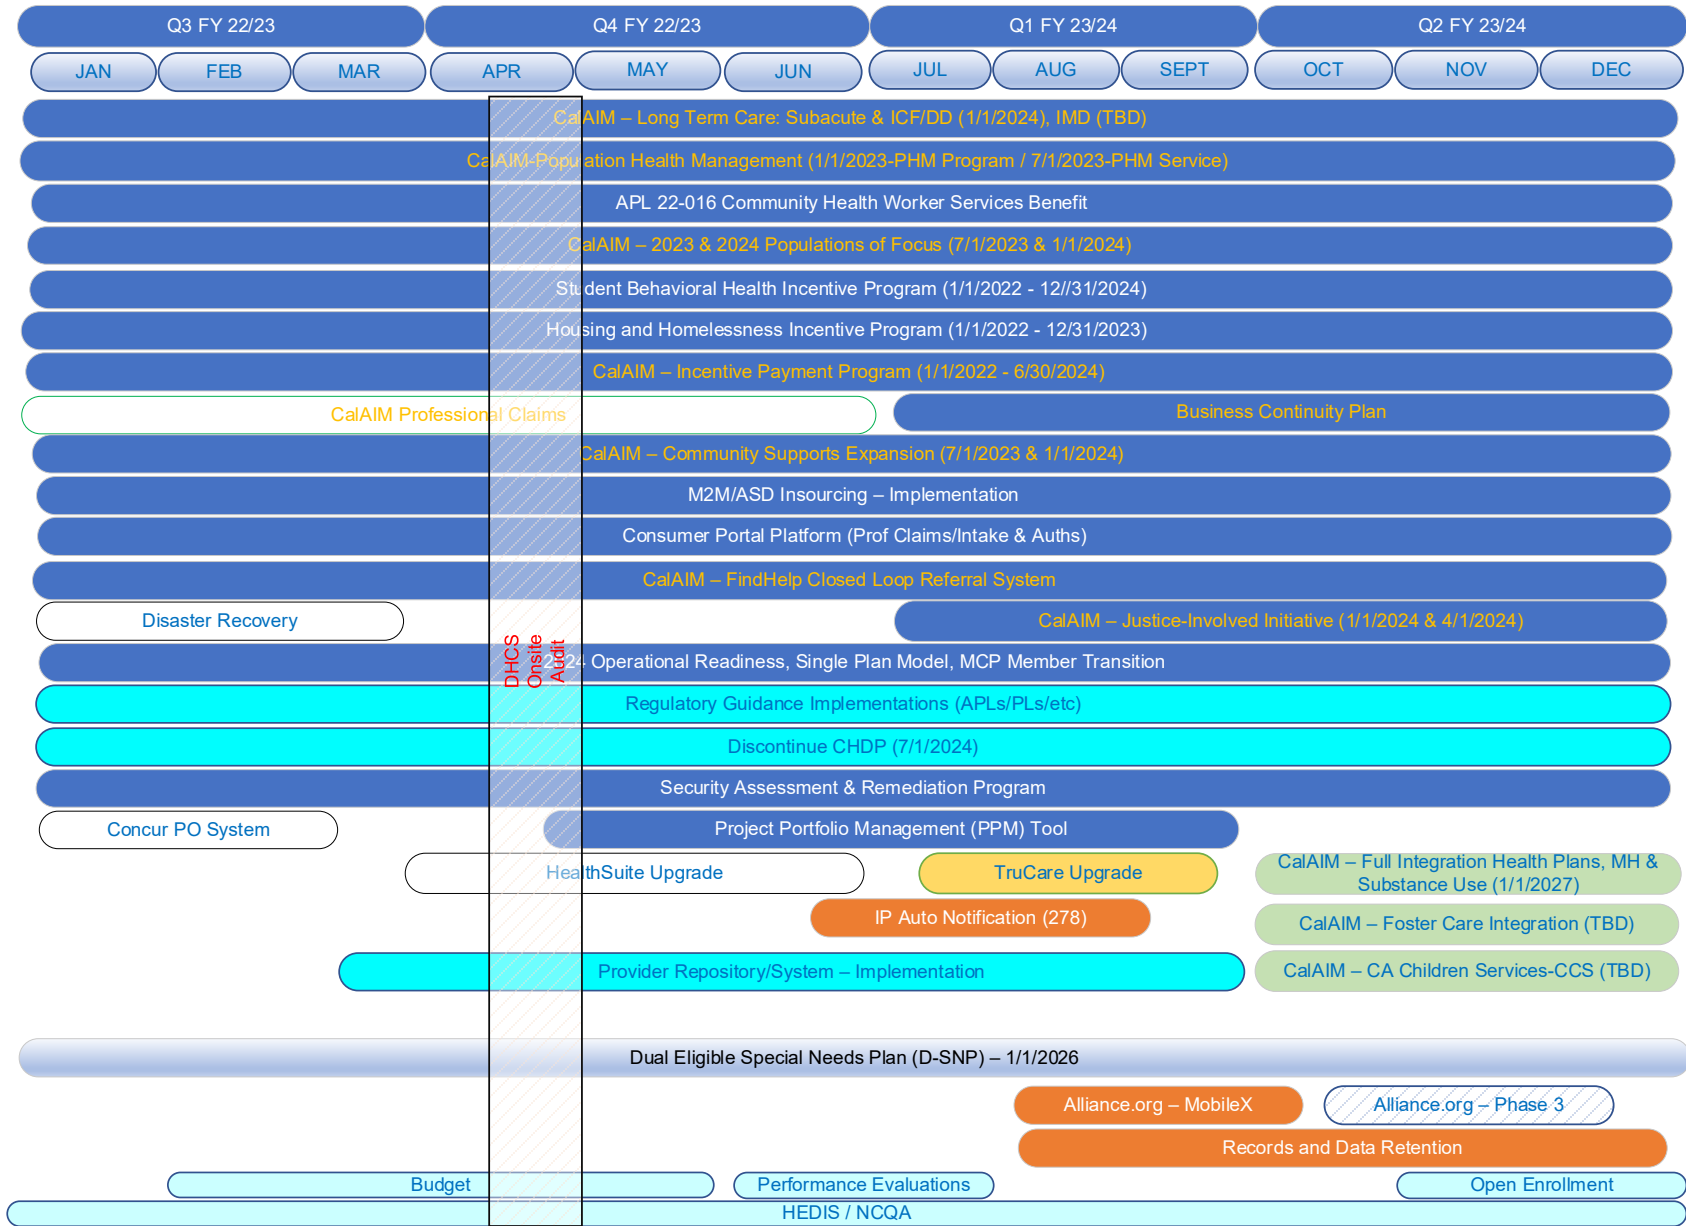 Q3 FY 22/23
Q4 FY 22/23
Q1 FY 23/24
Q2 FY 23/24
JAN
FEB
MAR
APR
MAY
JUN
JUL
AUG
SEPT
OCT
NOV
DEC
CalAIM – Long Term Care: Subacute & ICF/DD (1/1/2024), IMD (TBD)
CalAIM-Population Health Management (1/1/2023-PHM Program / 7/1/2023-PHM Service)
APL 22-016 Community Health Worker Services Benefit
CalAIM – 2023 & 2024 Populations of Focus (7/1/2023 & 1/1/2024)
Student Behavioral Health Incentive Program (1/1/2022 - 12//31/2024)
Housing and Homelessness Incentive Program (1/1/2022 - 12/31/2023)
CalAIM – Incentive Payment Program (1/1/2022 - 6/30/2024)
CalAIM Professional Claims
Business Continuity Plan
CalAIM – Community Supports Expansion (7/1/2023 & 1/1/2024)
M2M/ASD Insourcing – Implementation
Consumer Portal Platform (Prof Claims/Intake & Auths)
CalAIM – FindHelp Closed Loop Referral System
Disaster Recovery
CalAIM – Justice-Involved Initiative (1/1/2024 & 4/1/2024)
DHCS
Onsite
Audit
2024 Operational Readiness, Single Plan Model, MCP Member Transition
Regulatory Guidance Implementations (APLs/PLs/etc)
Discontinue CHDP (7/1/2024)
Security Assessment & Remediation Program
Concur PO System
Project Portfolio Management (PPM) Tool
HealthSuite Upgrade
TruCare Upgrade
CalAIM – Full Integration Health Plans, MH &
Substance Use (1/1/2027)
IP Auto Notification (278)
CalAIM – Foster Care Integration (TBD)
Provider Repository/System – Implementation
CalAIM – CA Children Services-CCS (TBD)
Dual Eligible Special Needs Plan (D-SNP) – 1/1/2026
Alliance.org – MobileX
Alliance.org – Phase 3
Records and Data Retention
Budget
Performance Evaluations
Open Enrollment
HEDIS / NCQA